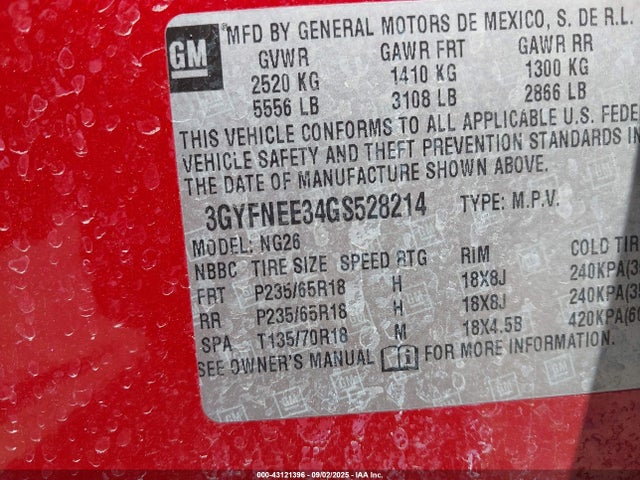 GM
MFD BY GENERAL MOTORS DE MEXICO, S. DE R.L.
GVWR GAWR FRT GAWR RR
2520 KG 1410 KG 1300 KG
5556 LB 3108 LB 2866 LB
THIS VEHICLE CONFORMS TO ALL APPLICABLE U.S. FEDE
VEHICLE SAFETY AND THEFT PREVENTION STANDARDS IN
THE DATE OF MANUFACTURE SHOWN ABOVE.
3GYFNEE34GS528214 TYPE: M.P.V.
MODEL: NG26
NBBC TIRE SIZE SPEED RTG RIM COLD TI
FRT P235/65R18 H 18X8J 240KPA(3
RR P235/65R18 H 18X8J 240KPA(3
SPA T135/70R18 M 18X4.5B 420KPA(60
SEE OWNER'S MANUAL FOR MORE INFORMATION.
000-43121396 - 09/02/2025 - IAA Inc.